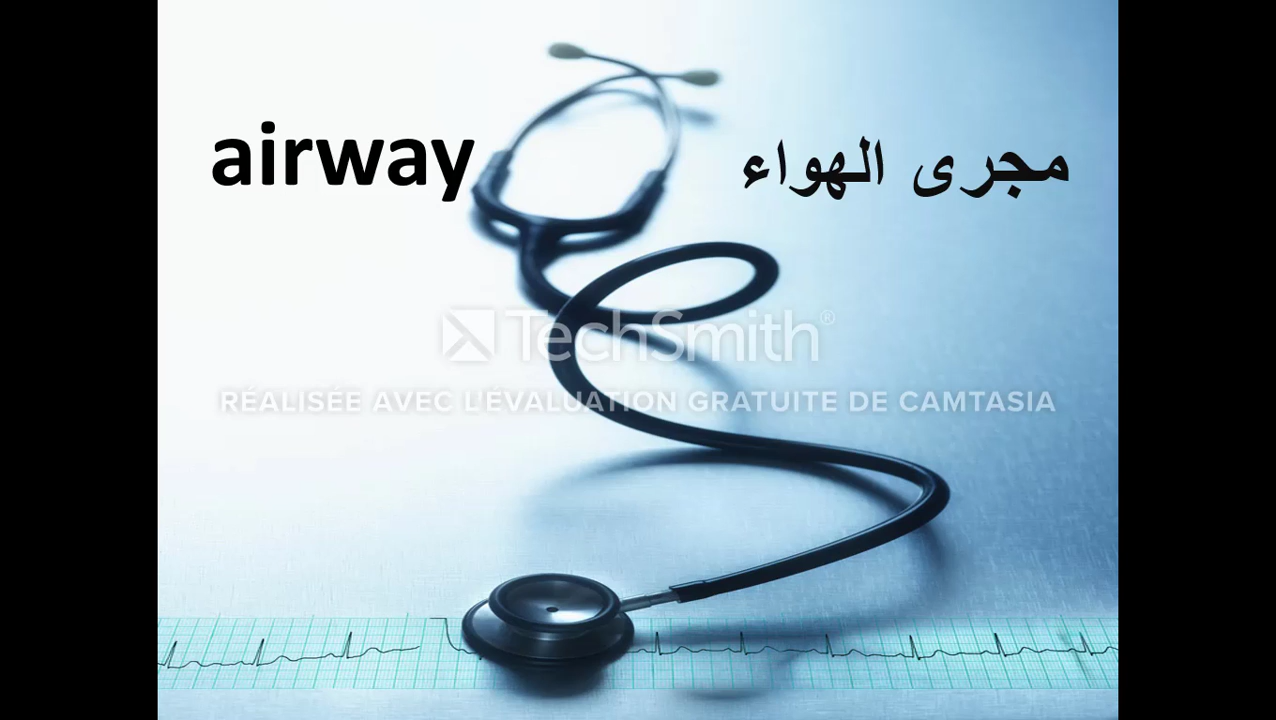 airway مجرى الهواء
TechSmith®
RÉALISÉE AVEC L'ÉVALUATION GRATUITE DE CAMTASIA